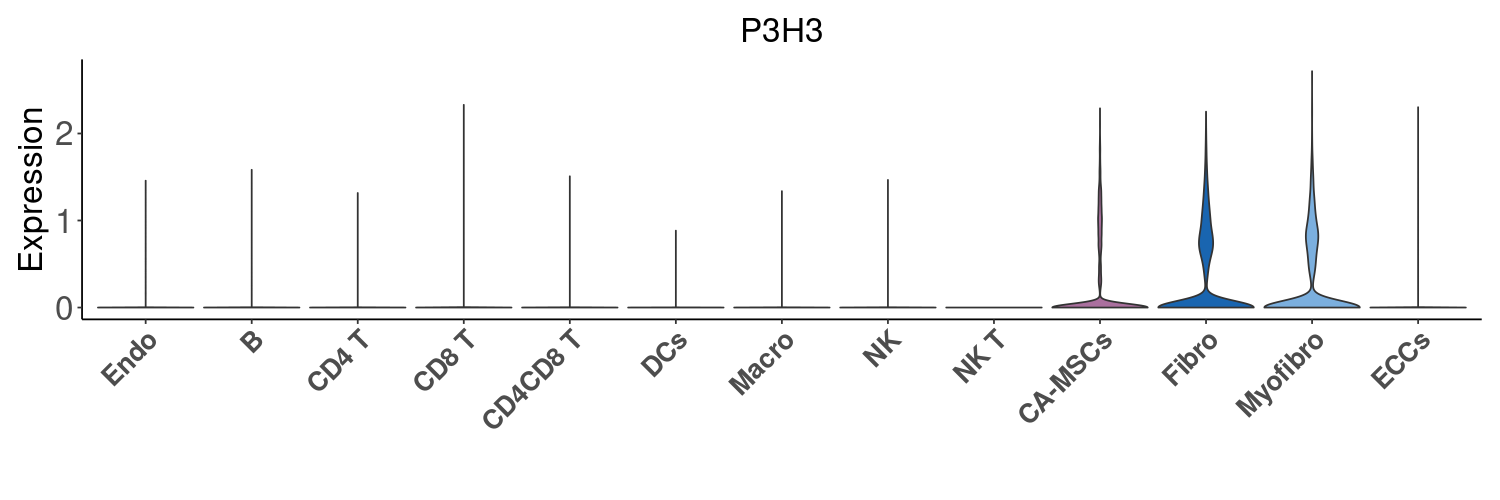 P3H3
Expression
2
1
0
Endo
B
CD4 T
CD8 T
CD4CD8 T
DCs
Macro
NK
NK T
CA-MSCs
Fibro
Myofibro
ECCs